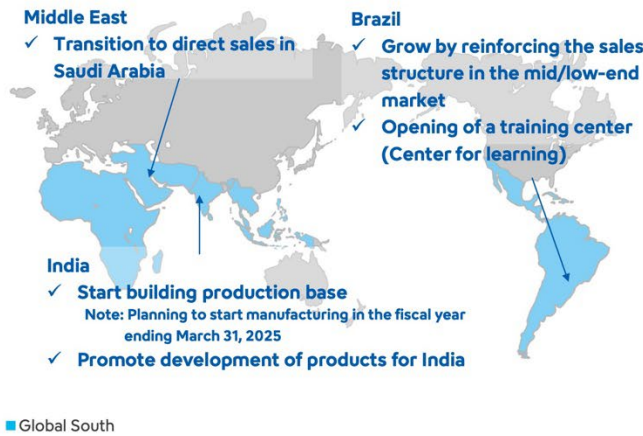 Middle East
✓ Transition to direct sales in
Saudi Arabia
Brazil
✓ Grow by reinforcing the sales
structure in the mid/low-end
market
✓ Opening of a training center
(Center for learning)
India
✓ Start building production base
Note: Planning to start manufacturing in the fiscal year
ending March 31, 2025
✓ Promote development of products for India
Global South